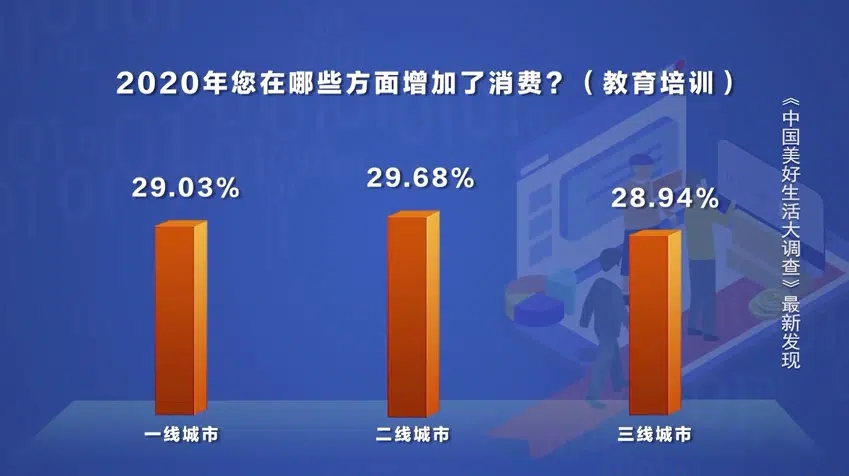 2020年您在哪些方面增加了消费？（教育培训）
29.03%
29.68%
28.94%
一线城市
二线城市
三线城市
《中国美好生活大调查》最新发现